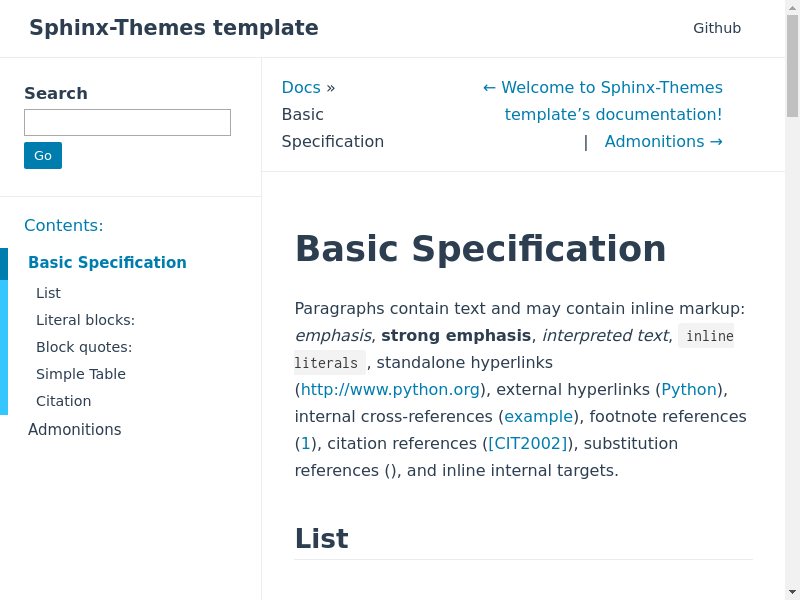 Sphinx-Themes template
Github
Search
Go
Contents:
Basic Specification
List
Literal blocks:
Block quotes:
Simple Table
Citation
Admonitions
Docs »
Basic
Specification
← Welcome to Sphinx-Themes
template’s documentation!
| Admonitions →
Basic Specification
Paragraphs contain text and may contain inline markup:
emphasis, strong emphasis, interpreted text, inline
literals , standalone hyperlinks
(http://www.python.org), external hyperlinks (Python),
internal cross-references (example), footnote references
(1), citation references ([CIT2002]), substitution
references (), and inline internal targets.
List